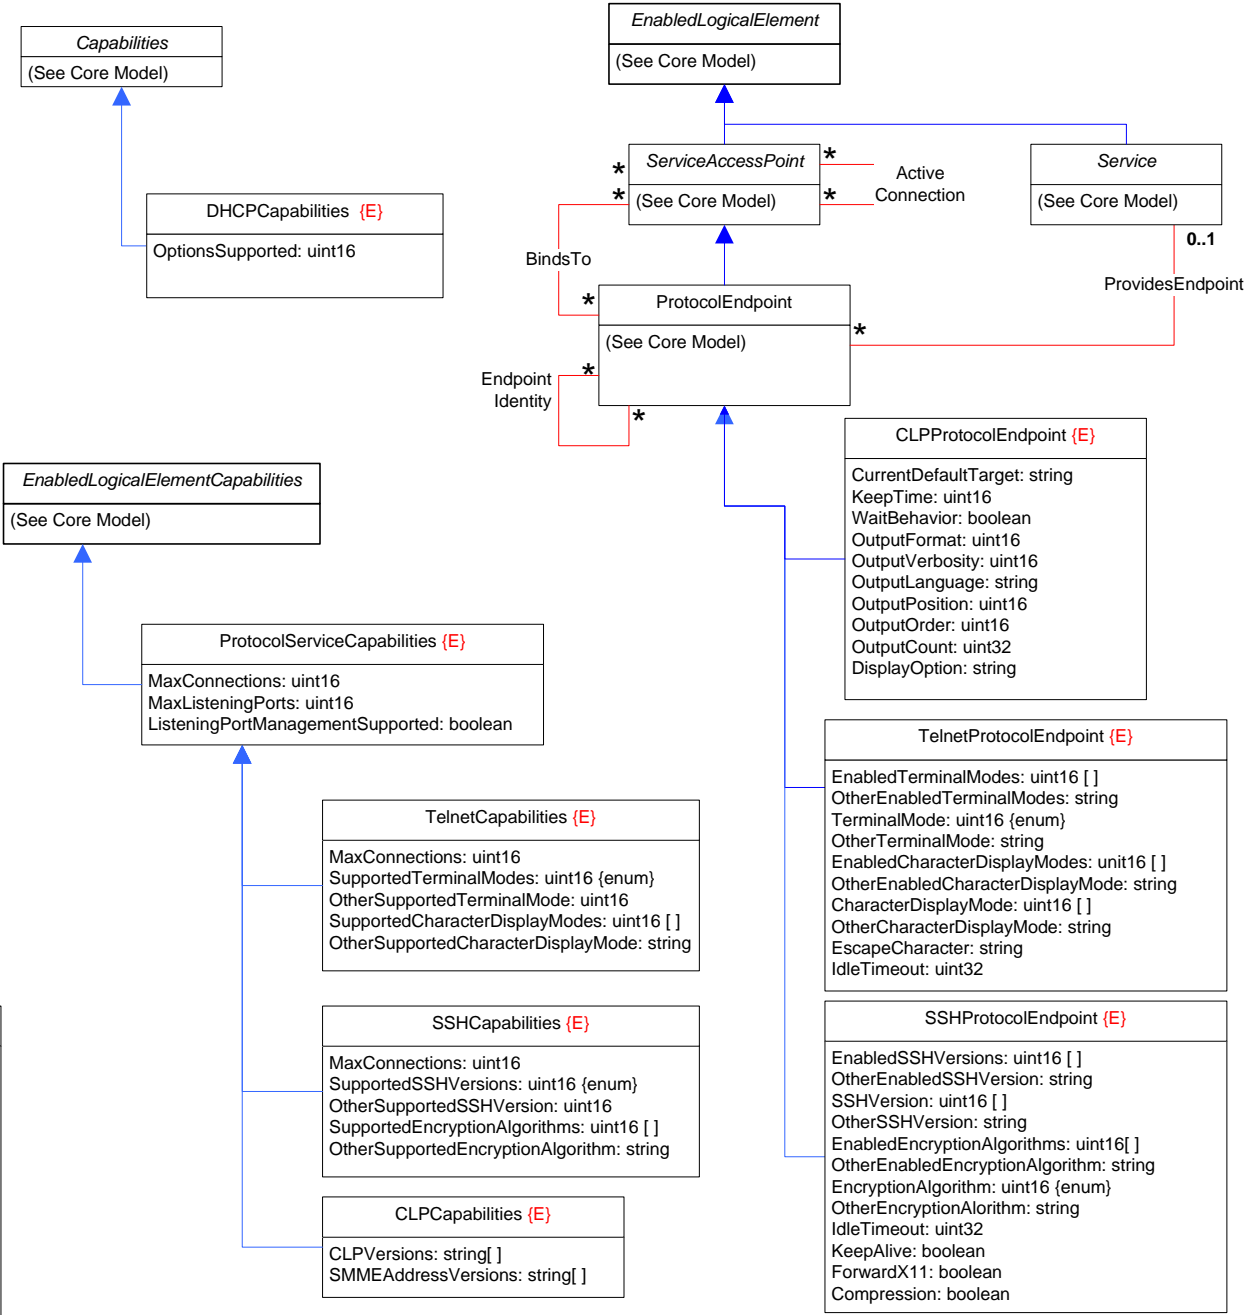 Capabilities
(See Core Model)
DHCPCapabilities {E}
OptionsSupported: uint16
EnabledLogicalElement
(See Core Model)
*
*
ServiceAccessPoint
(See Core Model)
*
*
Active
Connection
Service
(See Core Model)
0..1
ProvidesEndpoint
BindsTo
*
ProtocolEndpoint
(See Core Model)
*
Endpoint
Identity
*
*
EnabledLogicalElementCapabilities
(See Core Model)
ProtocolServiceCapabilities {E}
MaxConnections: uint16
MaxListeningPorts: uint16
ListeningPortManagementSupported: boolean
TelnetCapabilities {E}
MaxConnections: uint16
SupportedTerminalModes: uint16 {enum}
OtherSupportedTerminalMode: uint16
SupportedCharacterDisplayModes: uint16 [ ]
OtherSupportedCharacterDisplayMode: string
SSHCapabilities {E}
MaxConnections: uint16
SupportedSSHVersions: uint16 {enum}
OtherSupportedSSHVersion: uint16
SupportedEncryptionAlgorithms: uint16 [ ]
OtherSupportedEncryptionAlgorithm: string
CLPCapabilities {E}
CLPVersions: string[ ]
SMMEAddressVersions: string[ ]
CLPProtocolEndpoint {E}
CurrentDefaultTarget: string
KeepTime: uint16
WaitBehavior: boolean
OutputFormat: uint16
OutputVerbosity: uint16
OutputLanguage: string
OutputPosition: uint16
OutputOrder: uint16
OutputCount: uint32
DisplayOption: string
TelnetProtocolEndpoint {E}
EnabledTerminalModes: uint16 [ ]
OtherEnabledTerminalModes: string
TerminalMode: uint16 {enum}
OtherTerminalMode: string
EnabledCharacterDisplayModes: unit16 [ ]
OtherEnabledCharacterDisplayMode: string
CharacterDisplayMode: uint16 [ ]
OtherCharacterDisplayMode: string
EscapeCharacter: string
IdleTimeout: uint32
SSHProtocolEndpoint {E}
EnabledSSHVersions: uint16 [ ]
OtherEnabledSSHVersion: string
SSHVersion: uint16 [ ]
OtherSSHVersion: string
EnabledEncryptionAlgorithms: uint16[ ]
OtherEnabledEncryptionAlgorithm: string
EncryptionAlgorithm: uint16 {enum}
OtherEncryptionAlorithm: string
IdleTimeout: uint32
KeepAlive: boolean
ForwardX11: boolean
Compression: boolean